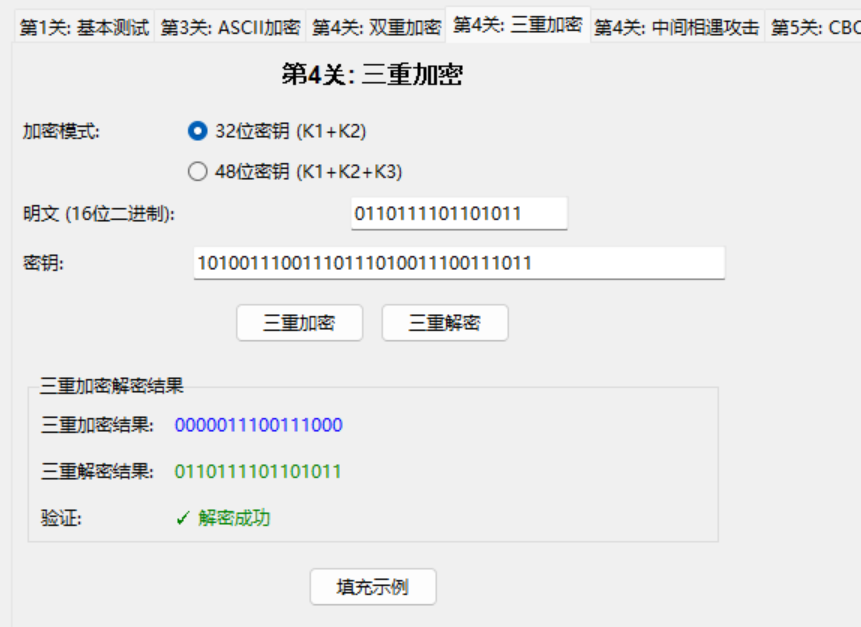 第1关: 基本测试 第3关: ASCII加密 第4关: 双重加密 第4关: 三重加密 第4关: 中间相遇攻击 第5关: CBC
第4关: 三重加密
加密模式: 32位密钥 (K1+K2)
48位密钥 (K1+K2+K3)
明文 (16位二进制): 0110111101101011
密钥: 10100111001110111010011100111011
三重加密 三重解密
三重加密解密结果
三重加密结果: 0000011100111000
三重解密结果: 0110111101101011
验证: ✓ 解密成功
填充示例